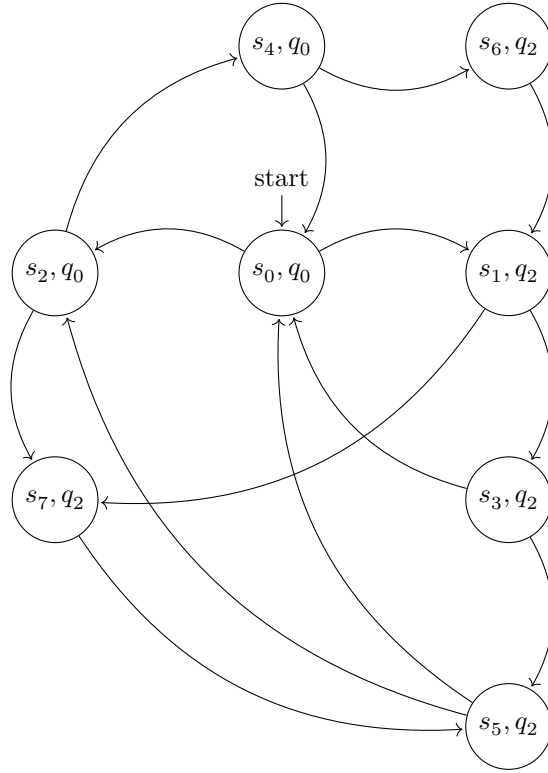 s₄, q₀
s₆, q₂
start
s₂, q₀
s₀, q₀
s₁, q₂
s₇, q₂
s₃, q₂
s₅, q₂